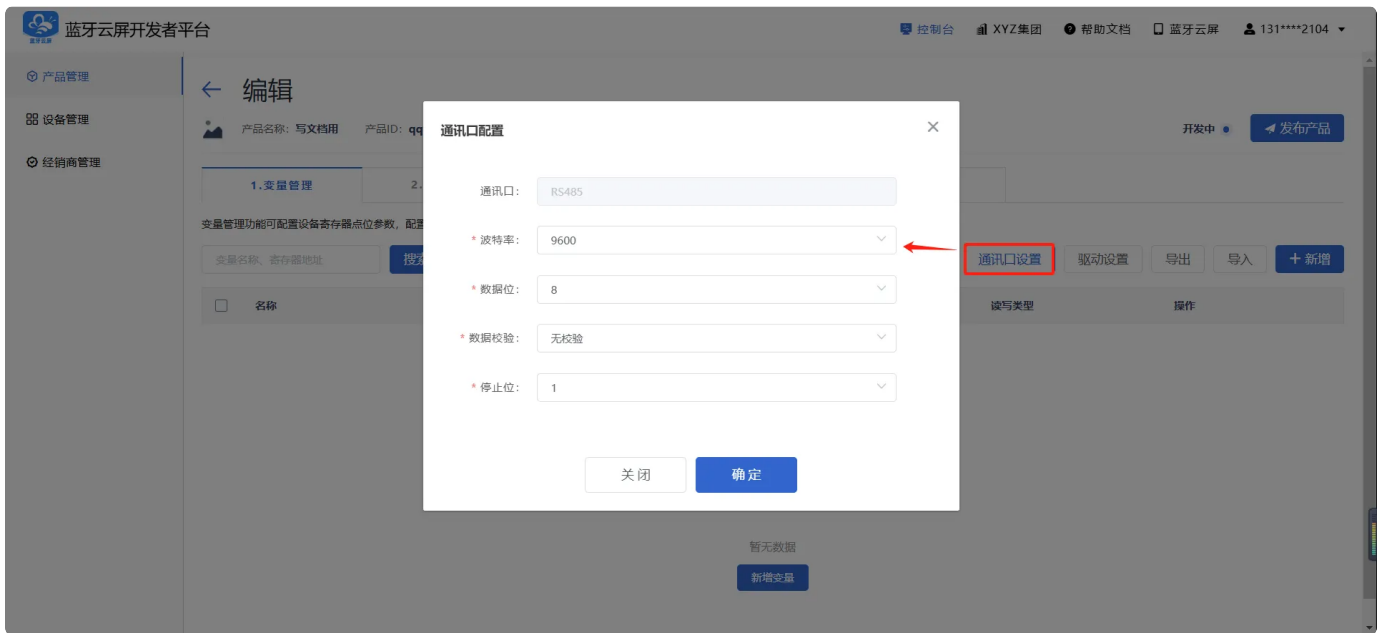 蓝牙云屏
蓝牙云屏开发者平台
控制台 XYZ集团 帮助文档 蓝牙云屏 131****2104
产品管理
设备管理
经销商管理
编辑
产品名称: 写文档用 产品ID: qq
开发中 发布产品
1.变量管理 2.
变量管理功能可配置设备寄存器点位参数，配置
变量名称、寄存器地址 搜索
通讯口设置 驱动设置 导出 导入 + 新增
名称 读写类型 操作
通讯口配置
通讯口: RS485
* 波特率: 9600
* 数据位: 8
* 数据校验: 无校验
* 停止位: 1
关闭 确定
暂无数据
新增变量